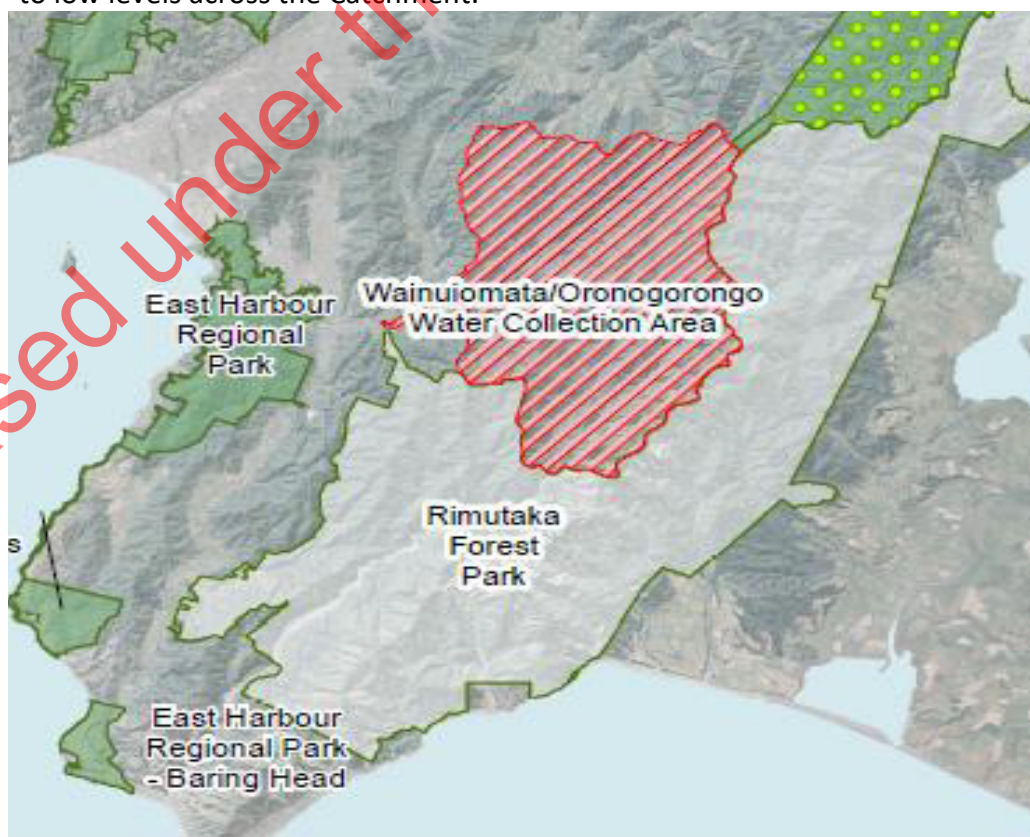 to low levels across the Catchment.
East Harbour
Regional
Park
Wainuiomata/Oronogorongo
Water Collection Area
Rimutaka
Forest
Park
s
East Harbour
Regional Park
- Baring Head
sed under th